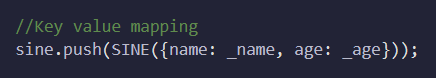 //Key value mapping
sine.push(SINE({name: _name, age: _age}));